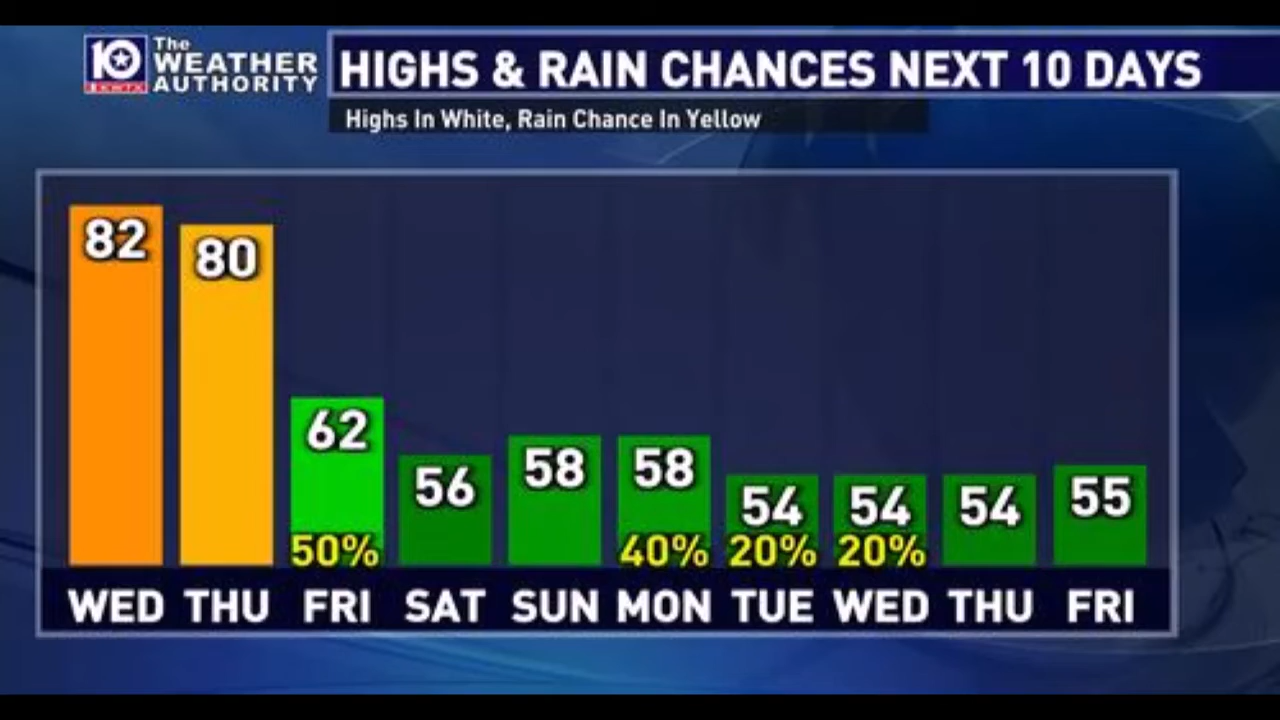 10 The WEATHER AUTHORITY
KWTX
HIGHS & RAIN CHANCES NEXT 10 DAYS
Highs In White, Rain Chance In Yellow
82 80 62 56 58 58 54 54 54 55
50% 40% 20% 20%
WED THU FRI SAT SUN MON TUE WED THU FRI